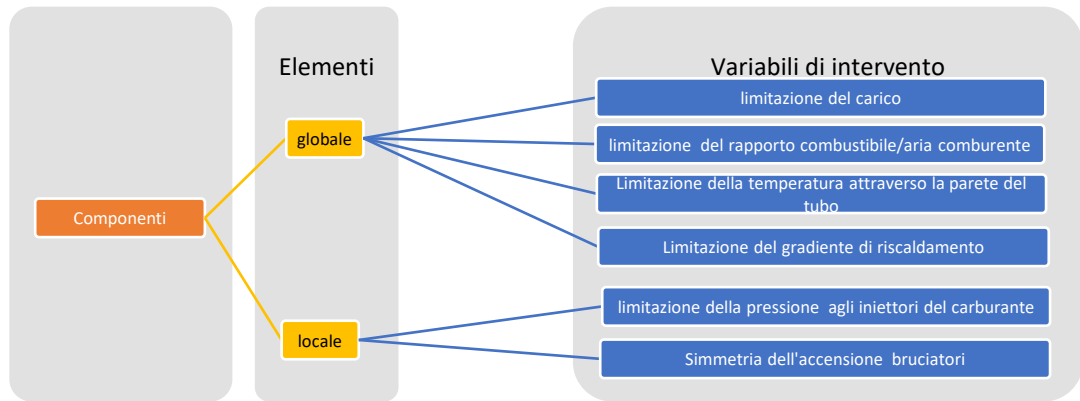 Elementi
Variabili di intervento
Componenti
globale
limitazione del carico
limitazione  del rapporto combustibile/aria comburente
Limitazione della temperatura attraverso la parete del
tubo
Limitazione del gradiente di riscaldamento
locale
limitazione della pressione  agli iniettori del carburante
Simmetria dell'accensione  bruciatori